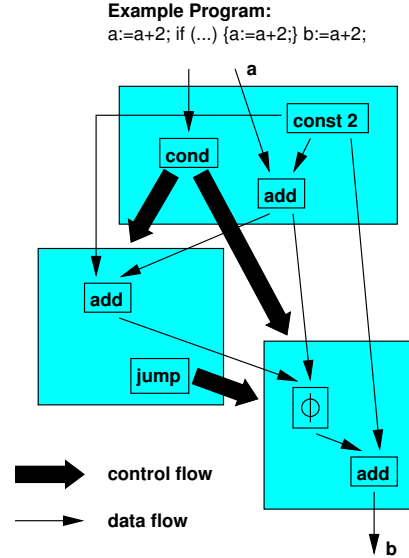 Example Program:
a:=a+2; if (...) {a:=a+2;} b:=a+2;
a
const 2
cond
add
add
jump
ϕ
add
control flow
data flow
b